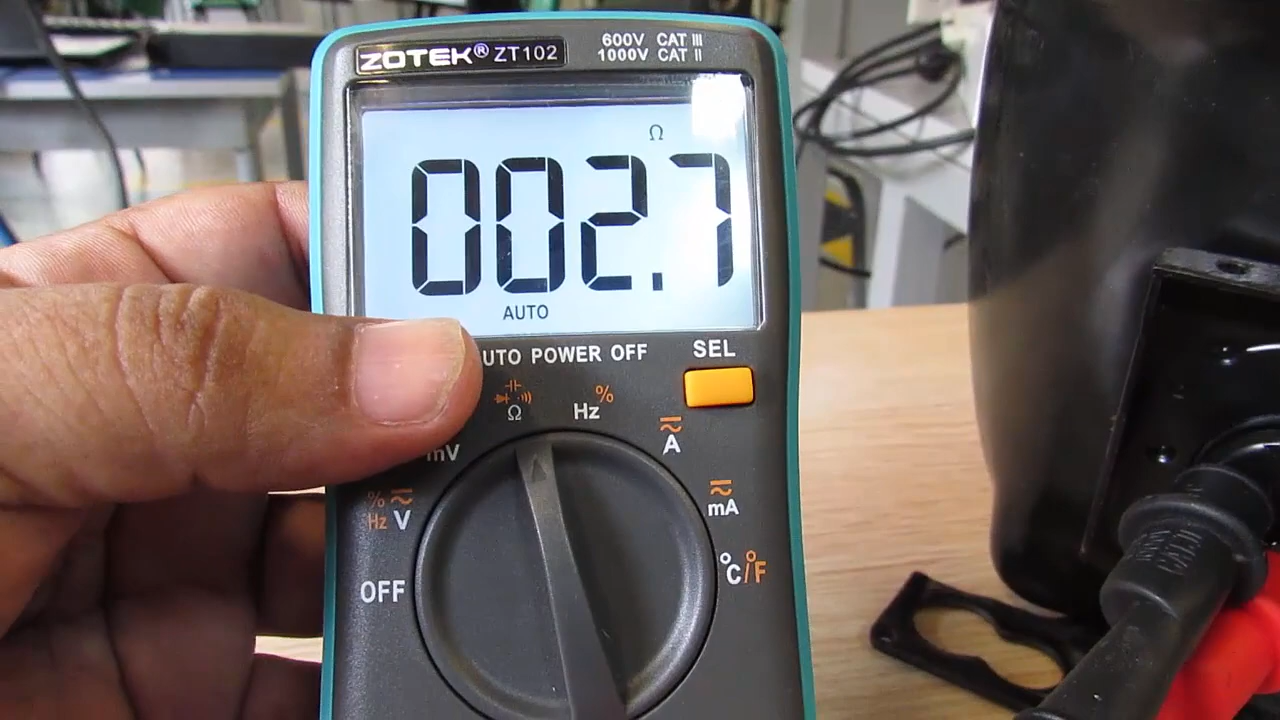 ZOTEK® ZT102
600V CAT III
1000V CAT II
Ω
002.7
AUTO
UTO POWER OFF
SEL
Ω
Hz %
mV
A
% Hz V
mA
OFF
°C/°F